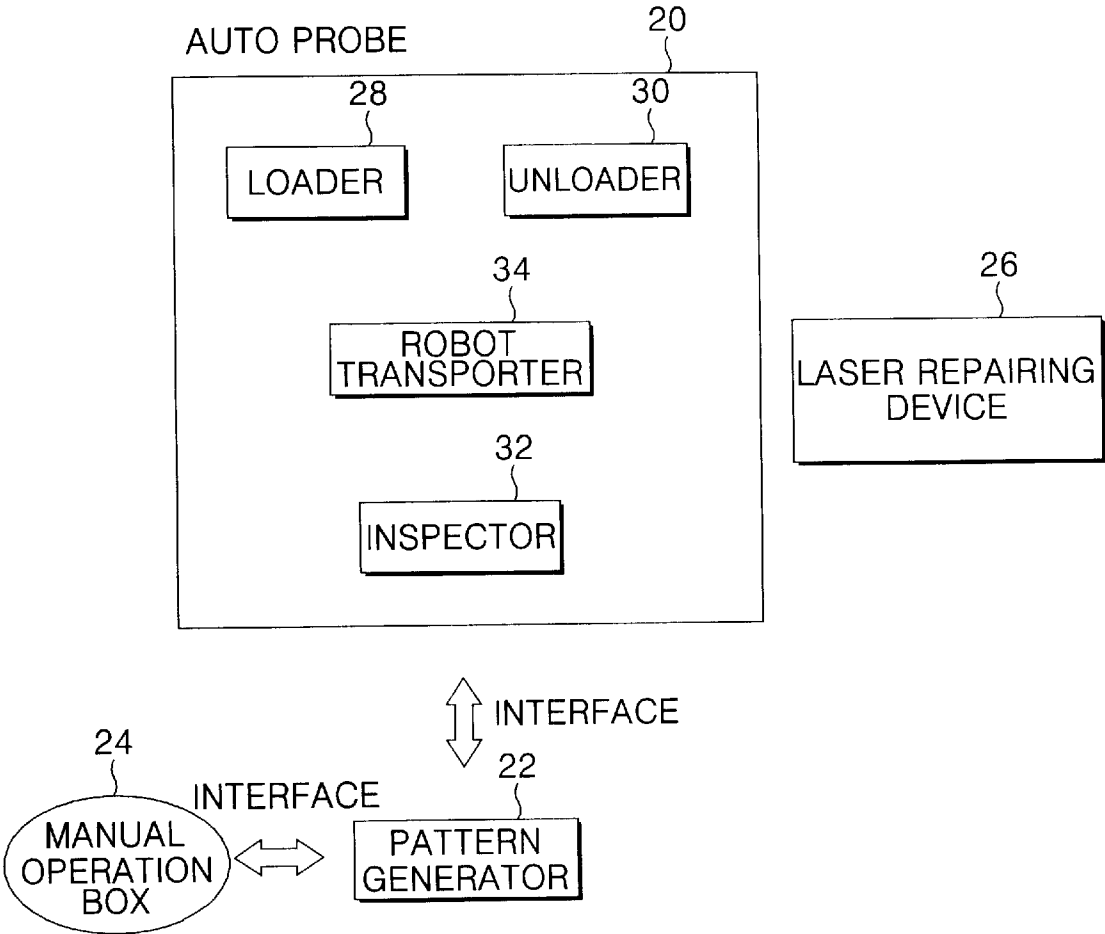 AUTO PROBE
20
28
30
LOADER
UNLOADER
34
26
ROBOT
TRANSPORTER
LASER REPAIRING
DEVICE
32
INSPECTOR
INTERFACE
24
22
INTERFACE
MANUAL
OPERATION
BOX
PATTERN
GENERATOR